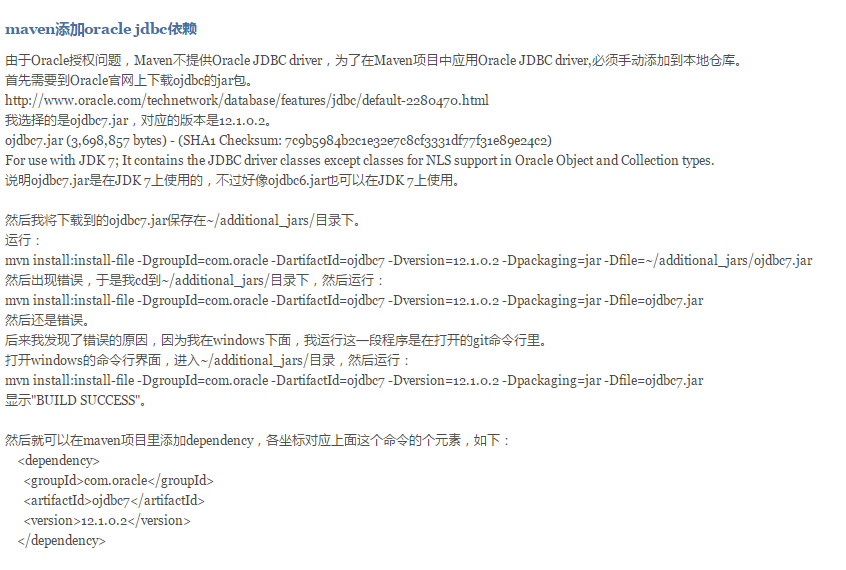 maven添加oracle jdbc依赖
由于Oracle授权问题，Maven不提供Oracle JDBC driver，为了在Maven项目中应用Oracle JDBC driver,必须手动添加到本地仓库。
首先需要到Oracle官网上下载ojdbc的jar包。
http://www.oracle.com/technetwork/database/features/jdbc/default-2280470.html
我选择的是ojdbc7.jar，对应的版本是12.1.0.2。
ojdbc7.jar (3,698,857 bytes) - (SHA1 Checksum: 7c9b5984b2c1e32e7c8cf3331df77f31e89e24c2)
For use with JDK 7; It contains the JDBC driver classes except classes for NLS support in Oracle Object and Collection types.
说明ojdbc7.jar是在JDK 7上使用的，不过好像ojdbc6.jar也可以在JDK 7上使用。
然后我将下载到的ojdbc7.jar保存在~/additional_jars/目录下。
运行：
mvn install:install-file -DgroupId=com.oracle -DartifactId=ojdbc7 -Dversion=12.1.0.2 -Dpackaging=jar -Dfile=~/additional_jars/ojdbc7.jar
然后出现错误，于是我cd到~/additional_jars/目录下，然后运行：
mvn install:install-file -DgroupId=com.oracle -DartifactId=ojdbc7 -Dversion=12.1.0.2 -Dpackaging=jar -Dfile=ojdbc7.jar
然后还是错误。
后来我发现了错误的原因，因为我在windows下面，我运行这一段程序是在打开的git命令行里。
打开windows的命令行界面，进入~/additional_jars/目录，然后运行：
mvn install:install-file -DgroupId=com.oracle -DartifactId=ojdbc7 -Dversion=12.1.0.2 -Dpackaging=jar -Dfile=ojdbc7.jar
显示"BUILD SUCCESS"。
然后就可以在maven项目里添加dependency，各坐标对应上面这个命令的个元素，如下：
<dependency>
<groupId>com.oracle</groupId>
<artifactId>ojdbc7</artifactId>
<version>12.1.0.2</version>
</dependency>